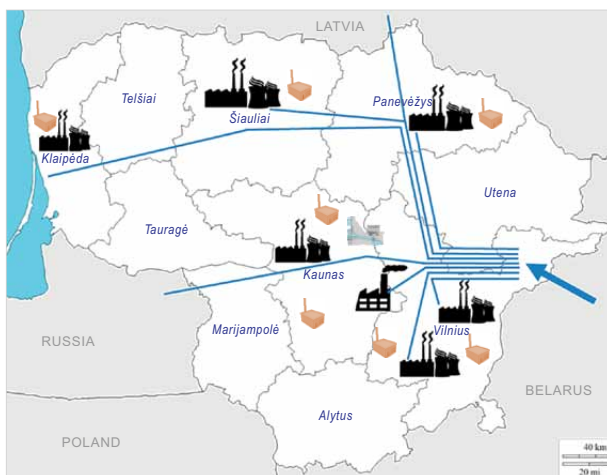 LATVIA
Telšiai
Panevėžys
Šiauliai
Klaipėda
Utena
Tauragė
Kaunas
Marijampolė
Vilnius
RUSSIA
BELARUS
Alytus
POLAND
40 km
20 mi